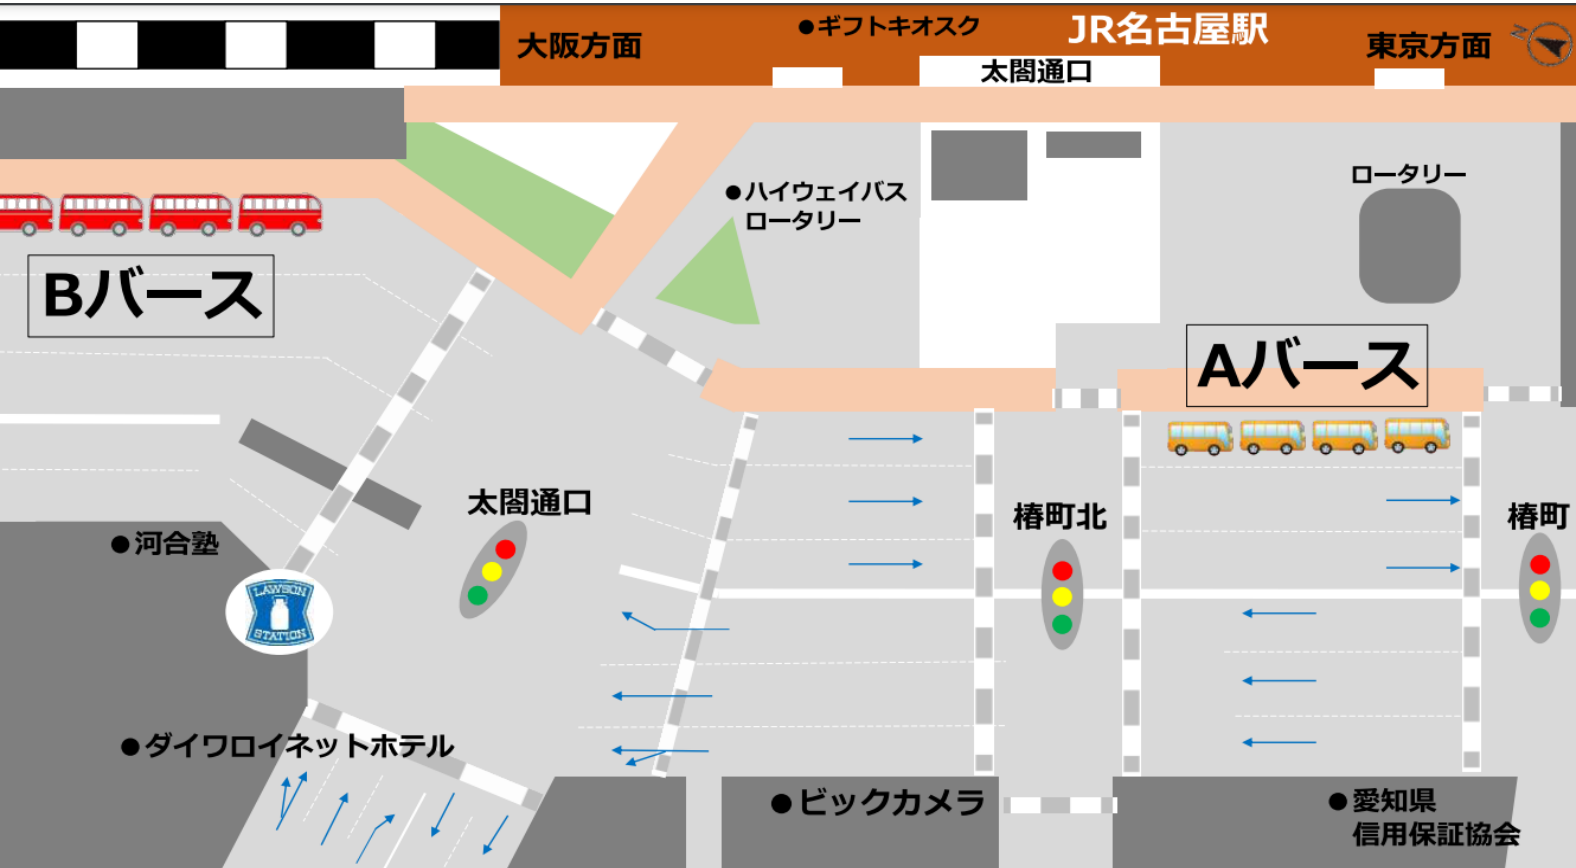 大阪方面
●ギフトキオスク
JR名古屋駅
東京方面
N
太閤通口
●ハイウェイバス
ロータリー
ロータリー
Bバース
Aバース
太閤通口
椿町北
椿町
●河合塾
LAWSON
STATION
●ダイワロイネットホテル
●ビックカメラ
●愛知県
信用保証協会